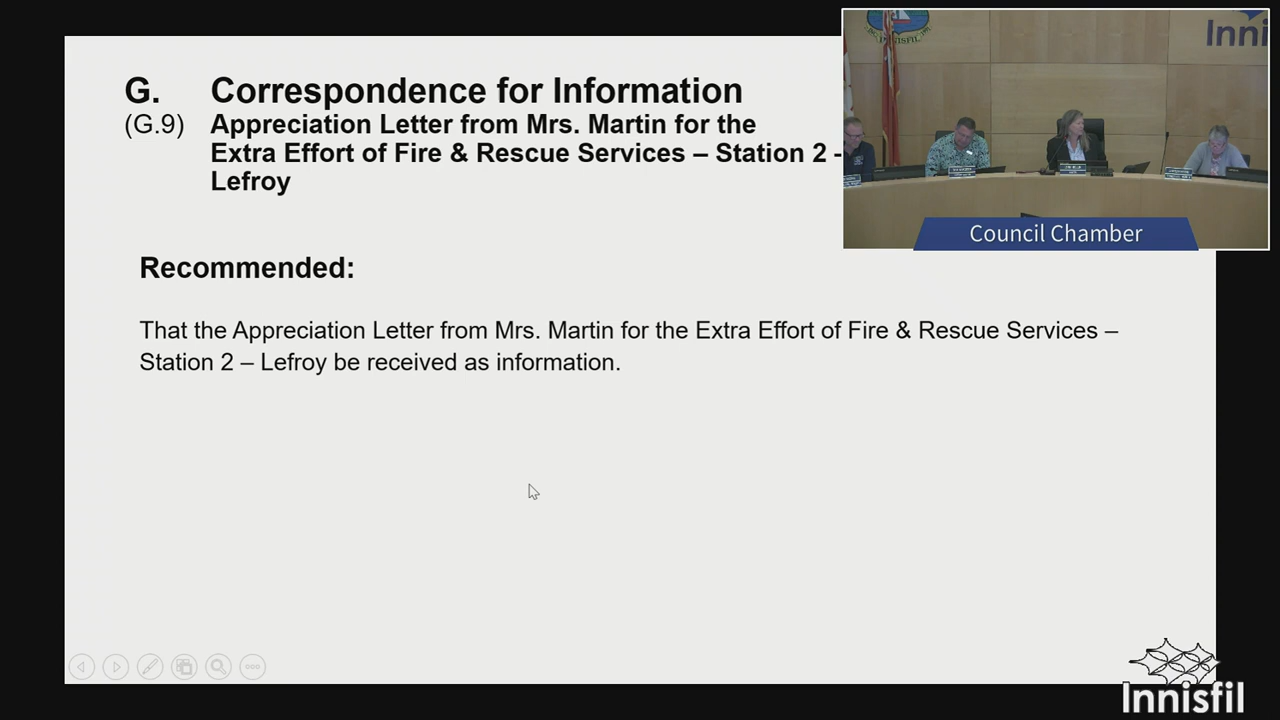 G. Correspondence for Information
(G.9) Appreciation Letter from Mrs. Martin for the
Extra Effort of Fire & Rescue Services – Station 2 -
Lefroy
Recommended:
That the Appreciation Letter from Mrs. Martin for the Extra Effort of Fire & Rescue Services –
Station 2 – Lefroy be received as information.
INNISFIL
Inni
Council Chamber
Innisfil